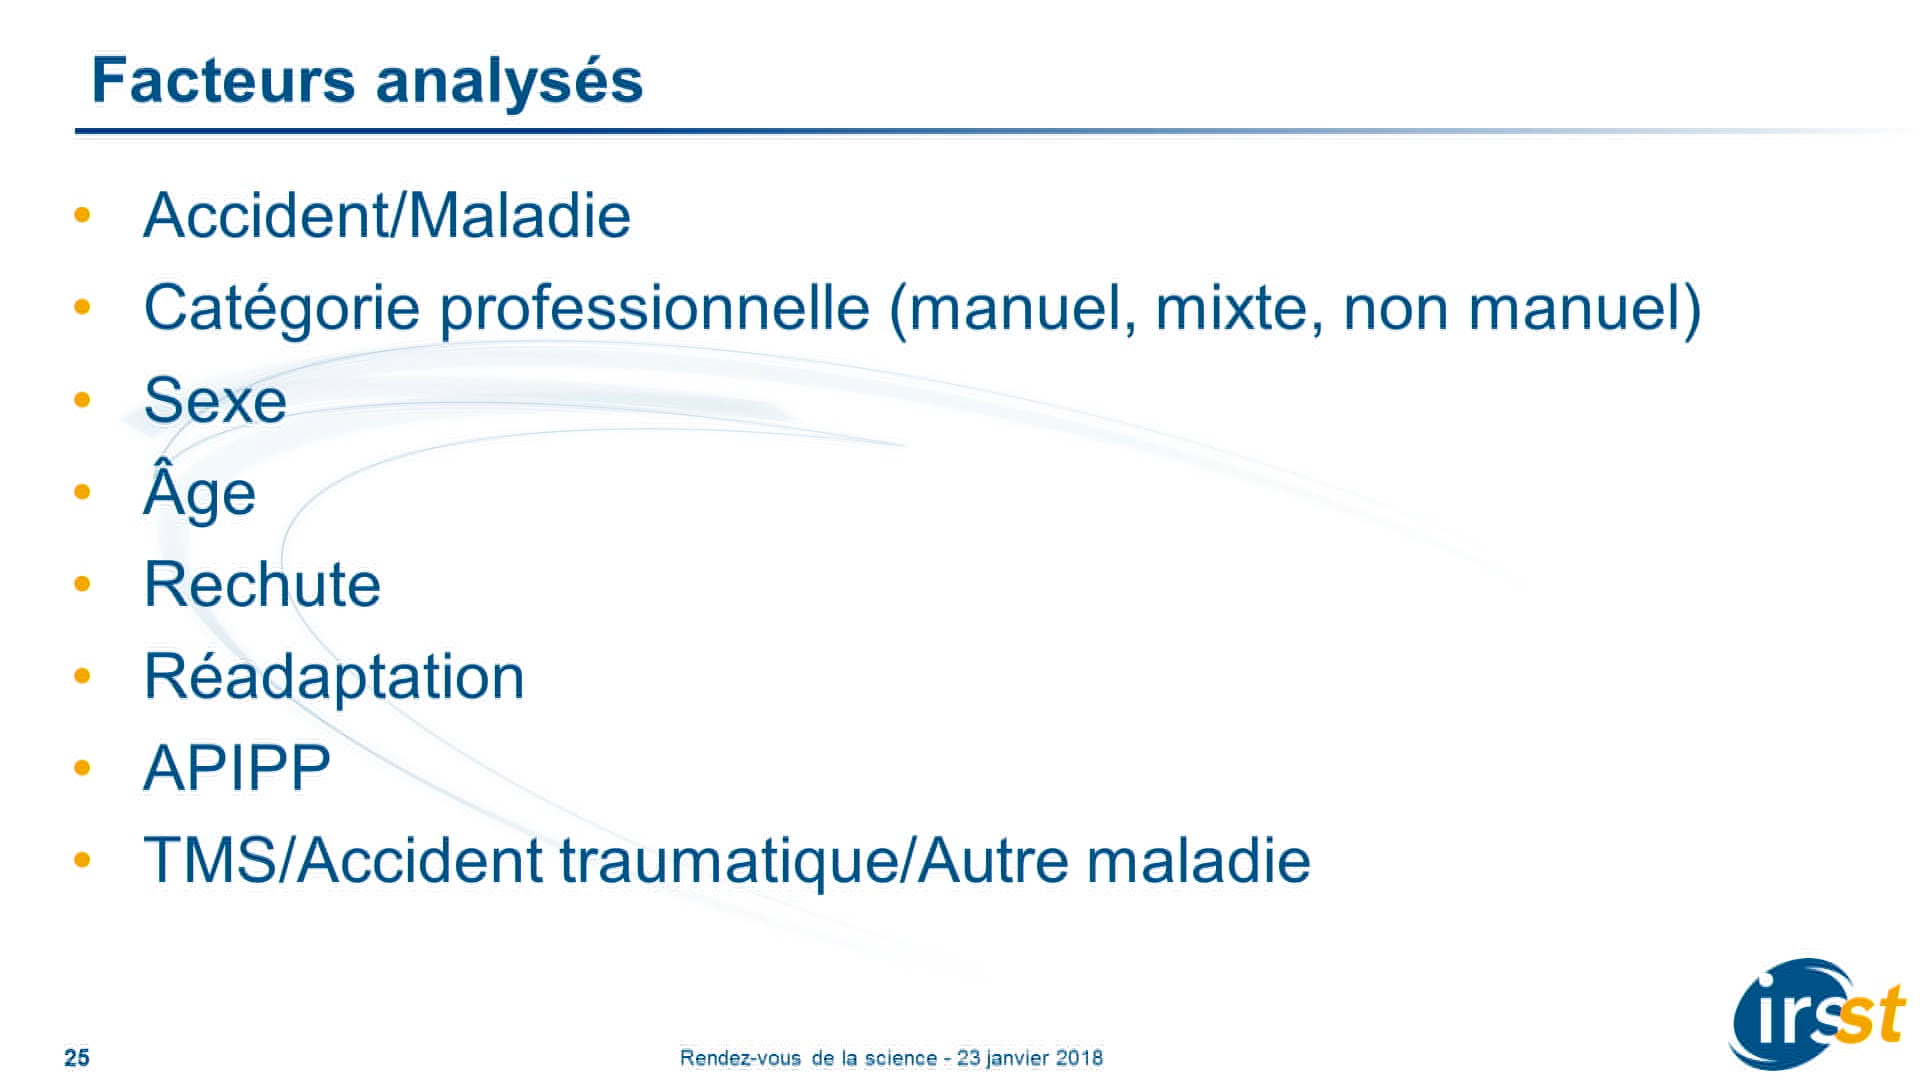 Facteurs analysés
• Accident/Maladie
• Catégorie professionnelle (manuel, mixte, non manuel)
• Sexe
• Âge
• Rechute
• Réadaptation
• APIPP
• TMS/Accident traumatique/Autre maladie
irsst
25
Rendez-vous de la science - 23 janvier 2018